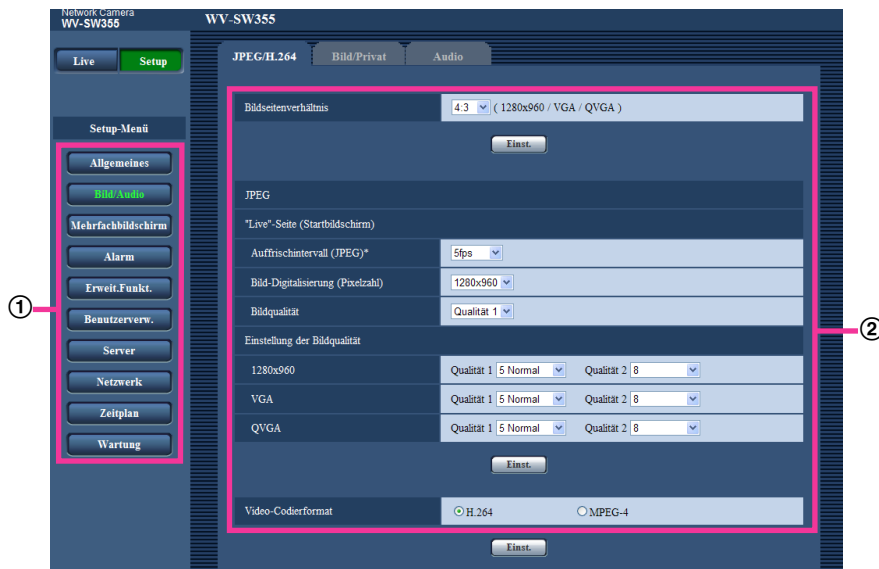 Network Camera
WV-SW355
WV-SW355
Live Setup
JPEG/H.264 Bild/Privat Audio
Bildseitenverhältnis 4:3 ( 1280x960 / VGA / QVGA )
Einst.
Setup-Menü
Allgemeines
Bild/Audio
Mehrfachbildschirm
Alarm
Erweit.Funkt.
Benutzerverw.
Server
Netzwerk
Zeitplan
Wartung
①
JPEG
"Live"-Seite (Startbildschirm)
Auffrischintervall (JPEG)* 5fps
Bild-Digitalisierung (Pixelzahl) 1280x960
Bildqualität Qualität 1
Einstellung der Bildqualität
1280x960 Qualität 1 5 Normal Qualität 2 8
VGA Qualität 1 5 Normal Qualität 2 8
QVGA Qualität 1 5 Normal Qualität 2 8
Einst.
Video-Codierformat H.264 MPEG-4
Einst.
②